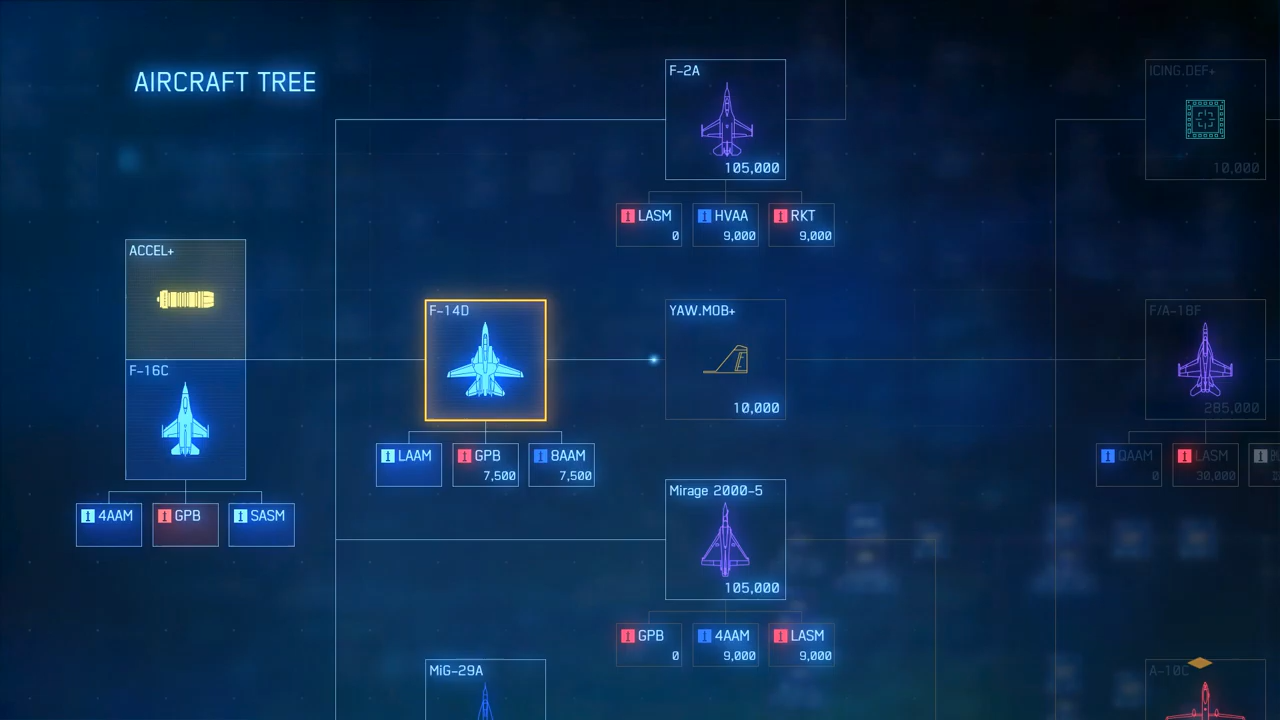 AIRCRAFT TREE
F-2A
105,000
LASM
0
HVAA
9,000
RKT
9,000
ICING.DEF+
10,000
ACCEL+
F-16C
4AAM
GPB
SASM
F-14D
LAAM
GPB
7,500
8AAM
7,500
YAW.MOB+
10,000
F/A-18F
285,000
QAAM
0
LASM
30,000
Mirage 2000-5
105,000
GPB
0
4AAM
9,000
LASM
9,000
MiG-29A
A-10C